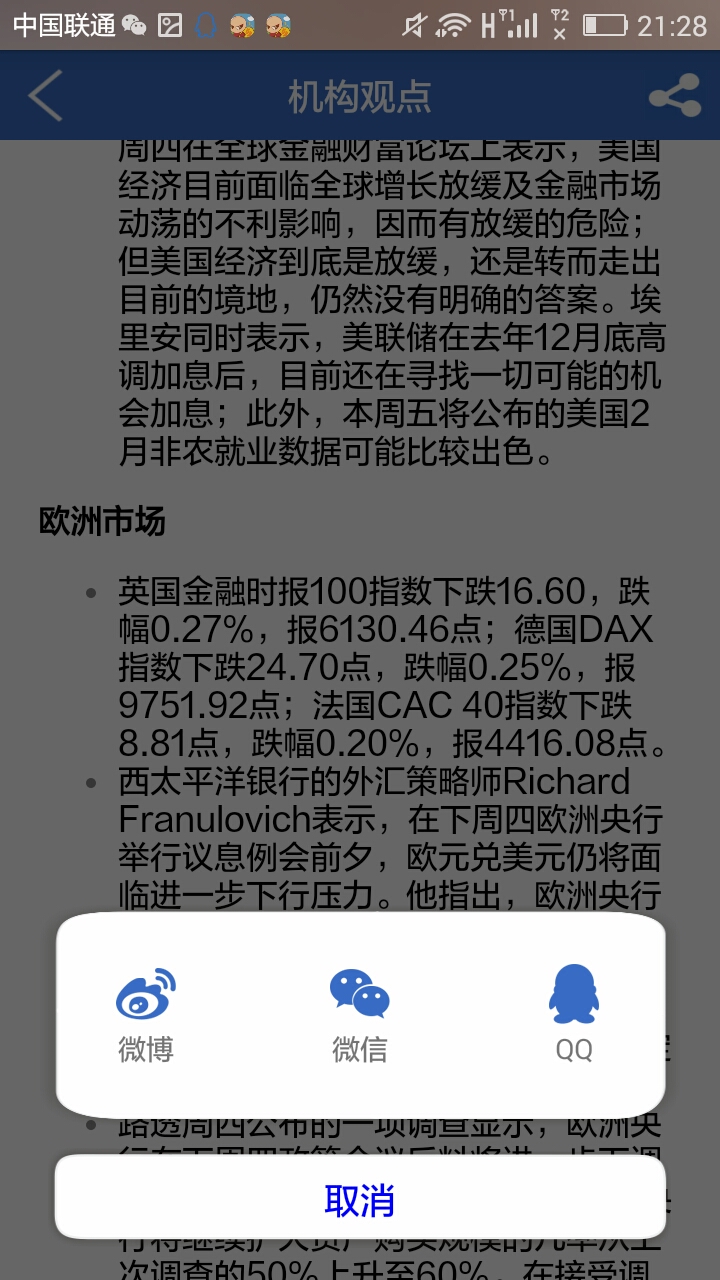 中国联通
21:28
机构观点
周四在全球金融财富论坛上表示，美国
经济目前面临全球增长放缓及金融市场
动荡的不利影响，因而有放缓的危险；
但美国经济到底是放缓，还是转而走出
目前的境地，仍然没有明确的答案。埃
里安同时表示，美联储在去年12月底高
调加息后，目前还在寻找一切可能的机
会加息；此外，本周五将公布的美国2
月非农就业数据可能比较出色。
欧洲市场
英国金融时报100指数下跌16.60，跌
幅0.27%，报6130.46点；德国DAX
指数下跌24.70点，跌幅0.25%，报
9751.92点；法国CAC 40指数下跌
8.81点，跌幅0.20%，报4416.08点。
西太平洋银行的外汇策略师Richard
Franulovich表示，在下周四欧洲央行
举行议息例会前夕，欧元兑美元仍将面
临进一步下行压力。他指出，欧洲央行
微博
微信
QQ
路透周四公布的一项调查显示，欧洲央
取消
行将继续扩大资产购买规模的几率从上
次调查的50%上升至60%。在接受调